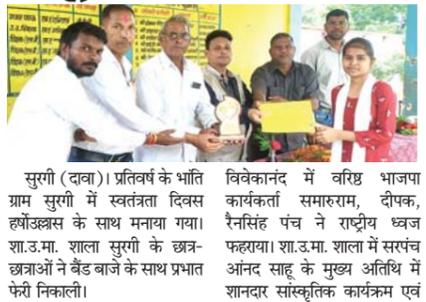 सुरगी (दावा)। प्रतिवर्ष के भांति
ग्राम सुरगी में स्वतंत्रता दिवस
हर्षोउल्लास के साथ मनाया गया।
शा.उ.मा. शाला सुरगी के छात्र-
छात्राओं ने बैंड बाजे के साथ प्रभात
फेरी निकाली।
विवेकानंद में वरिष्ठ भाजपा
कार्यकर्ता समारुराम, दीपक,
रैनसिंह पंच ने राष्ट्रीय ध्वज
फहराया। शा.उ.मा. शाला में सरपंच
आंनद साहू के मुख्य अतिथि में
शानदार सांस्कृतिक कार्यक्रम एवं